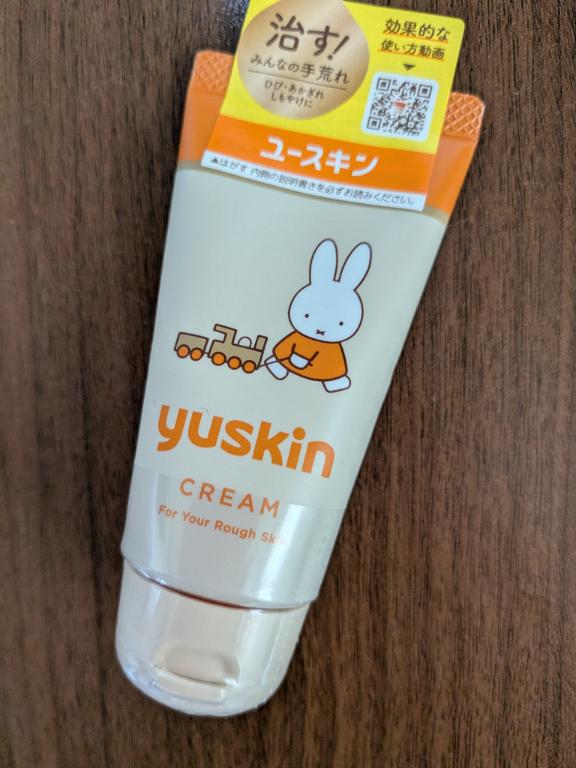 治す!
みんなの手荒れ
ひび・あかぎれ
しもやけに
効果的な
使い方動画
ユースキン
▲はがす 内側の説明書きを必ずお読みください。
yuskin
CREAM
For Your Rough Skin